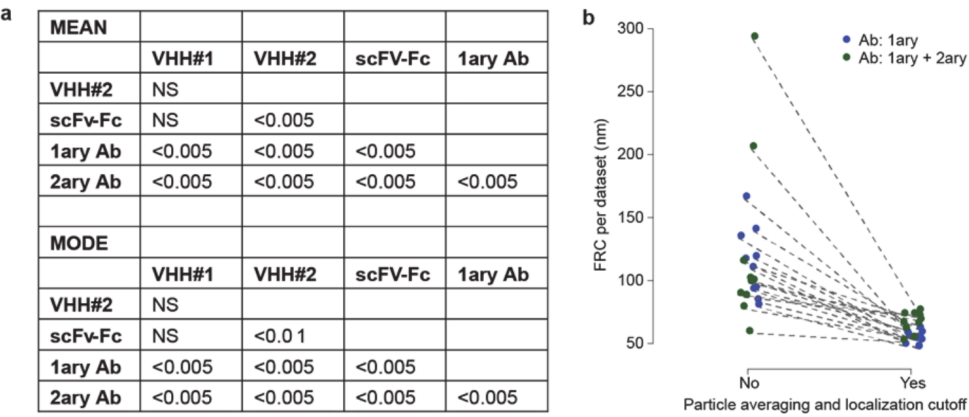 a
MEAN
VHH#1 VHH#2 scFV-Fc 1ary Ab
VHH#2 NS
scFv-Fc NS <0.005
1ary Ab <0.005 <0.005 <0.005
2ary Ab <0.005 <0.005 <0.005 <0.005
MODE
VHH#1 VHH#2 scFV-Fc 1ary Ab
VHH#2 NS
scFv-Fc NS <0.01
1ary Ab <0.005 <0.005 <0.005
2ary Ab <0.005 <0.005 <0.005 <0.005
b
Ab: 1ary
Ab: 1ary + 2ary
FRC per dataset (nm)
300
250
200
150
100
50
No Yes
Particle averaging and localization cutoff